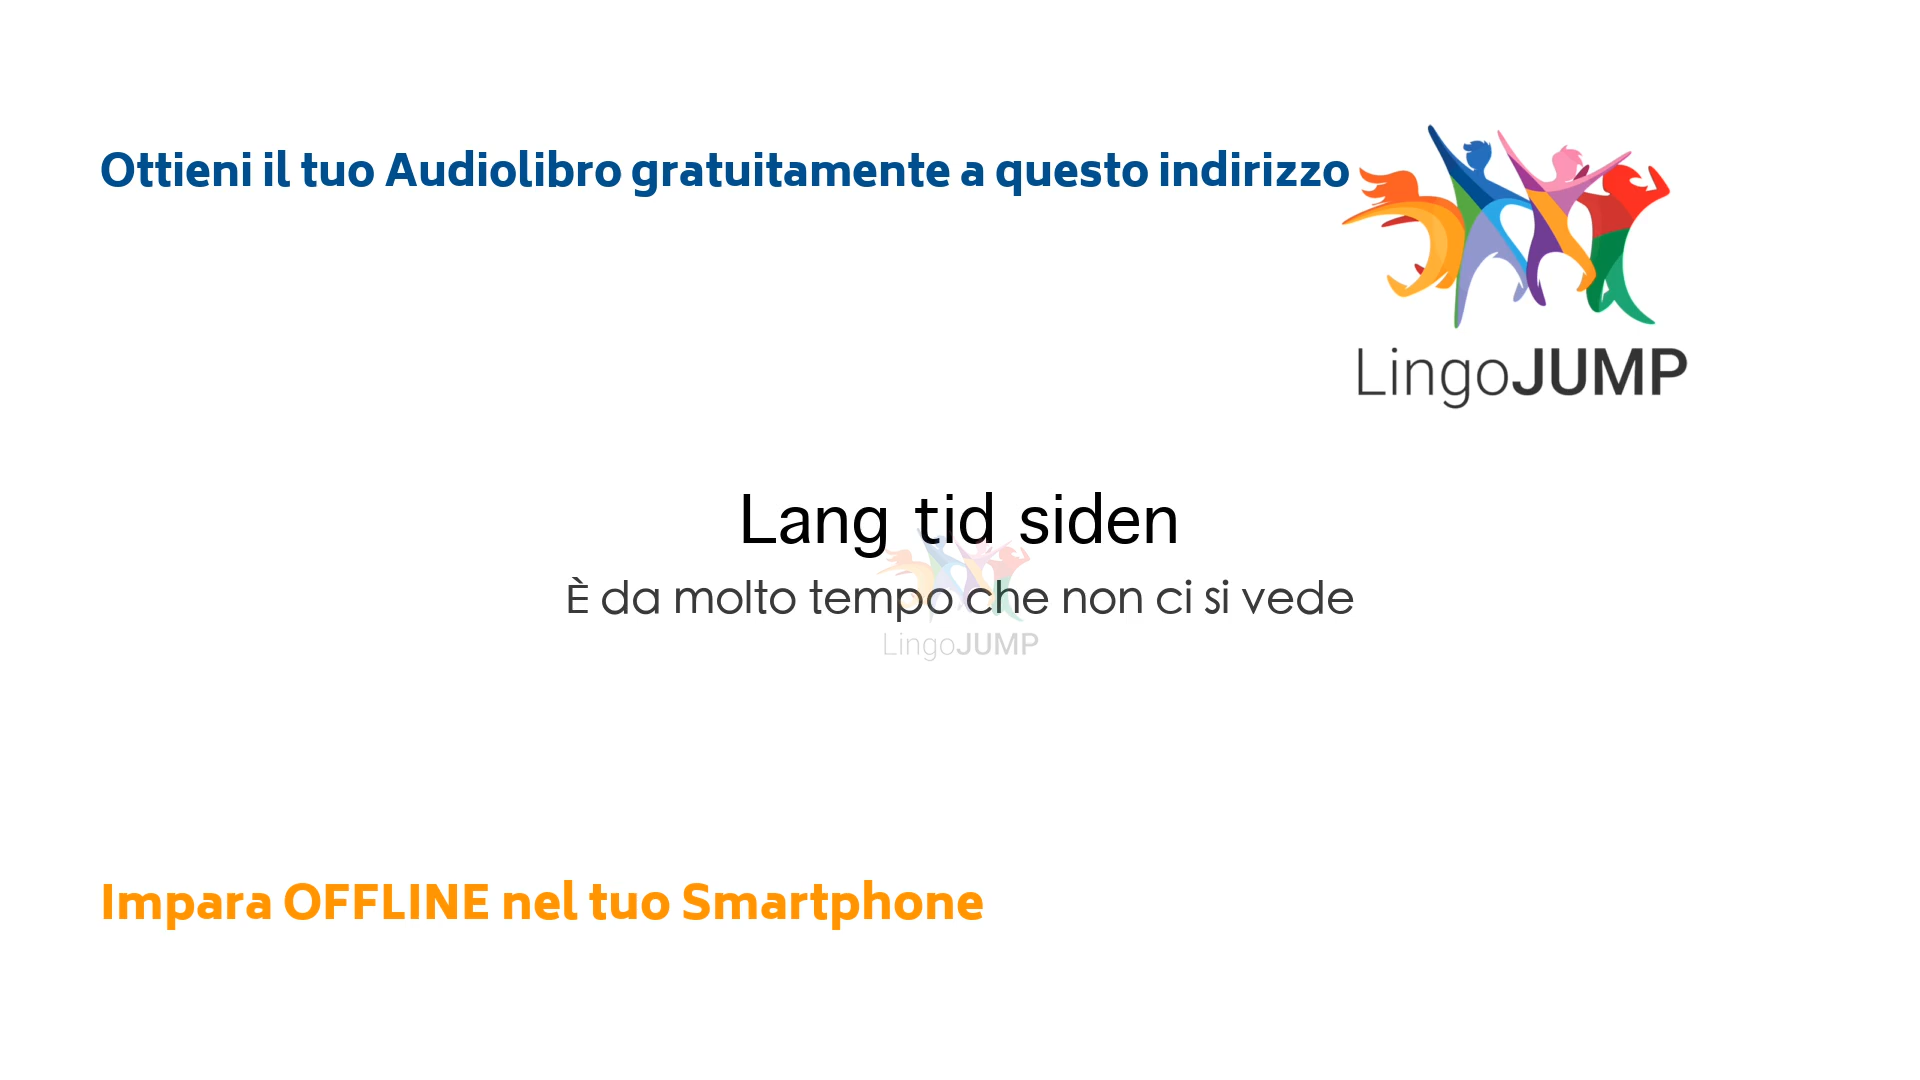 Ottieni il tuo Audiolibro gratuitamente a questo indirizzo
LingoJUMP
Lang tid siden
È da molto tempo che non ci si vede
LingoJUMP
Impara OFFLINE nel tuo Smartphone